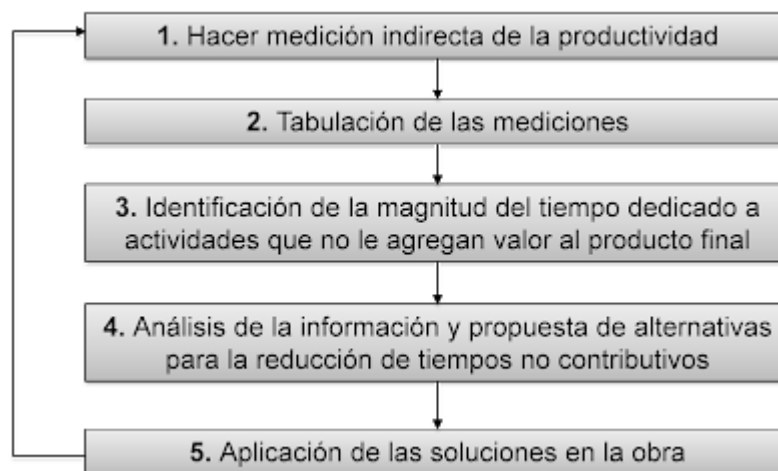 1. Hacer medición indirecta de la productividad
2. Tabulación de las mediciones
3. Identificación de la magnitud del tiempo dedicado a
actividades que no le agregan valor al producto final
4. Análisis de la información y propuesta de alternativas
para la reducción de tiempos no contributivos
5. Aplicación de las soluciones en la obra